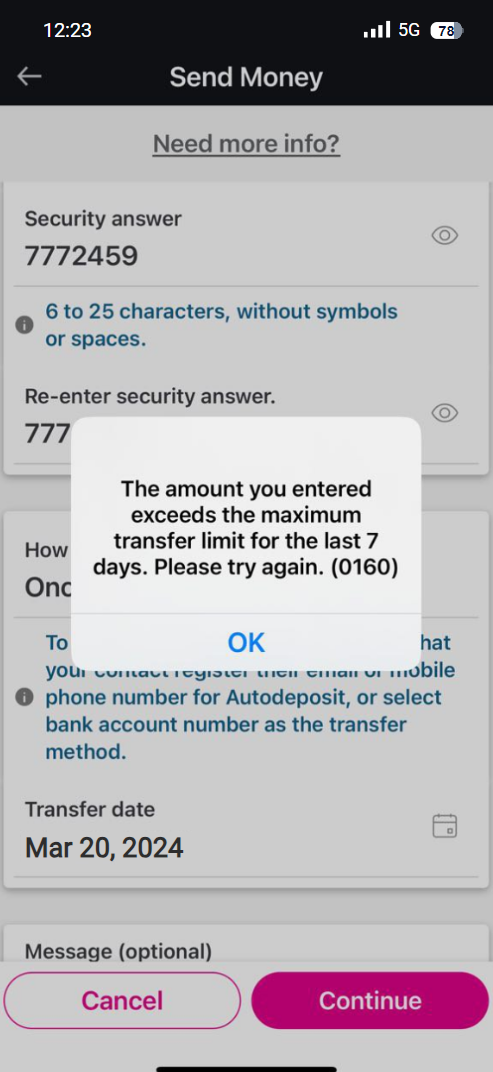 12:23
5G
78
Send Money
Need more info?
Security answer
7772459
6 to 25 characters, without symbols
or spaces.
Re-enter security answer.
777
The amount you entered
exceeds the maximum
transfer limit for the last 7
days. Please try again. (0160)
OK
How
To
your contact register their email or mobile
phone number for Autodeposit, or select
bank account number as the transfer
method.
Transfer date
Mar 20, 2024
Message (optional)
Cancel
Continue